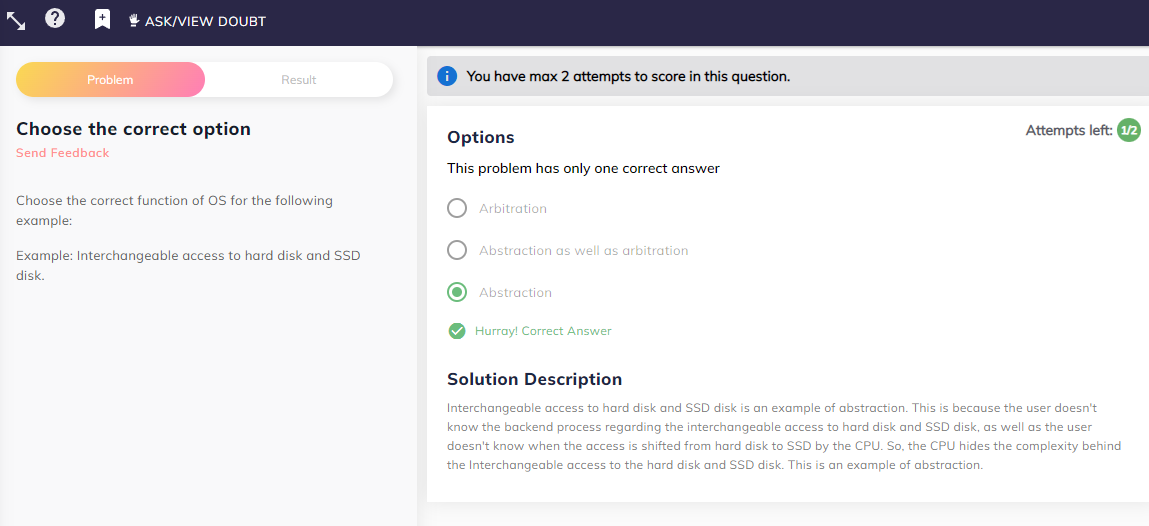 ASK/VIEW DOUBT
Problem
Result
Choose the correct option
Send Feedback
Choose the correct function of OS for the following
example:
Example: Interchangeable access to hard disk and SSD
disk.
You have max 2 attempts to score in this question.
Options
Attempts left: 1/2
This problem has only one correct answer
Arbitration
Abstraction as well as arbitration
Abstraction
Hurray! Correct Answer
Solution Description
Interchangeable access to hard disk and SSD disk is an example of abstraction. This is because the user doesn't
know the backend process regarding the interchangeable access to hard disk and SSD disk, as well as the user
doesn't know when the access is shifted from hard disk to SSD by the CPU. So, the CPU hides the complexity behind
the Interchangeable access to the hard disk and SSD disk. This is an example of abstraction.